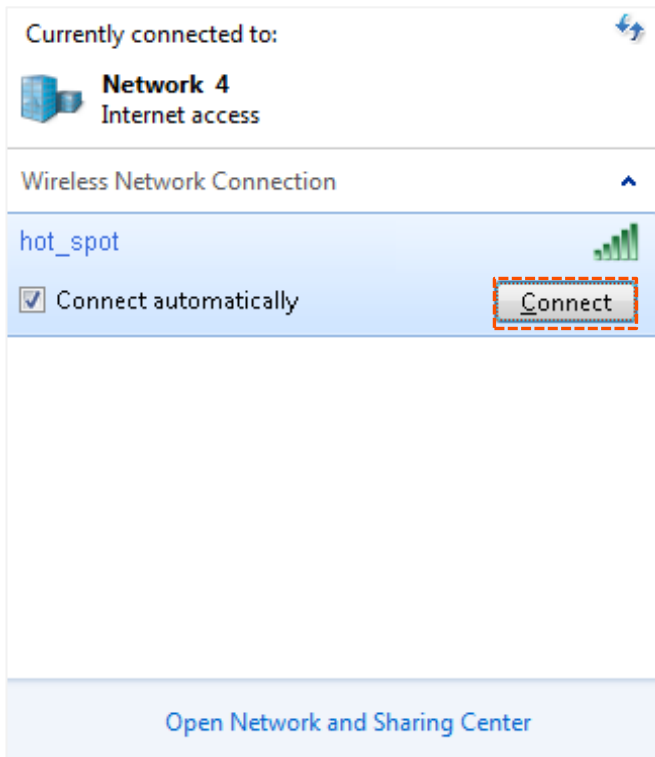 Currently connected to:
Network 4
Internet access
Wireless Network Connection
hot_spot
Connect automatically
Connect
Open Network and Sharing Center